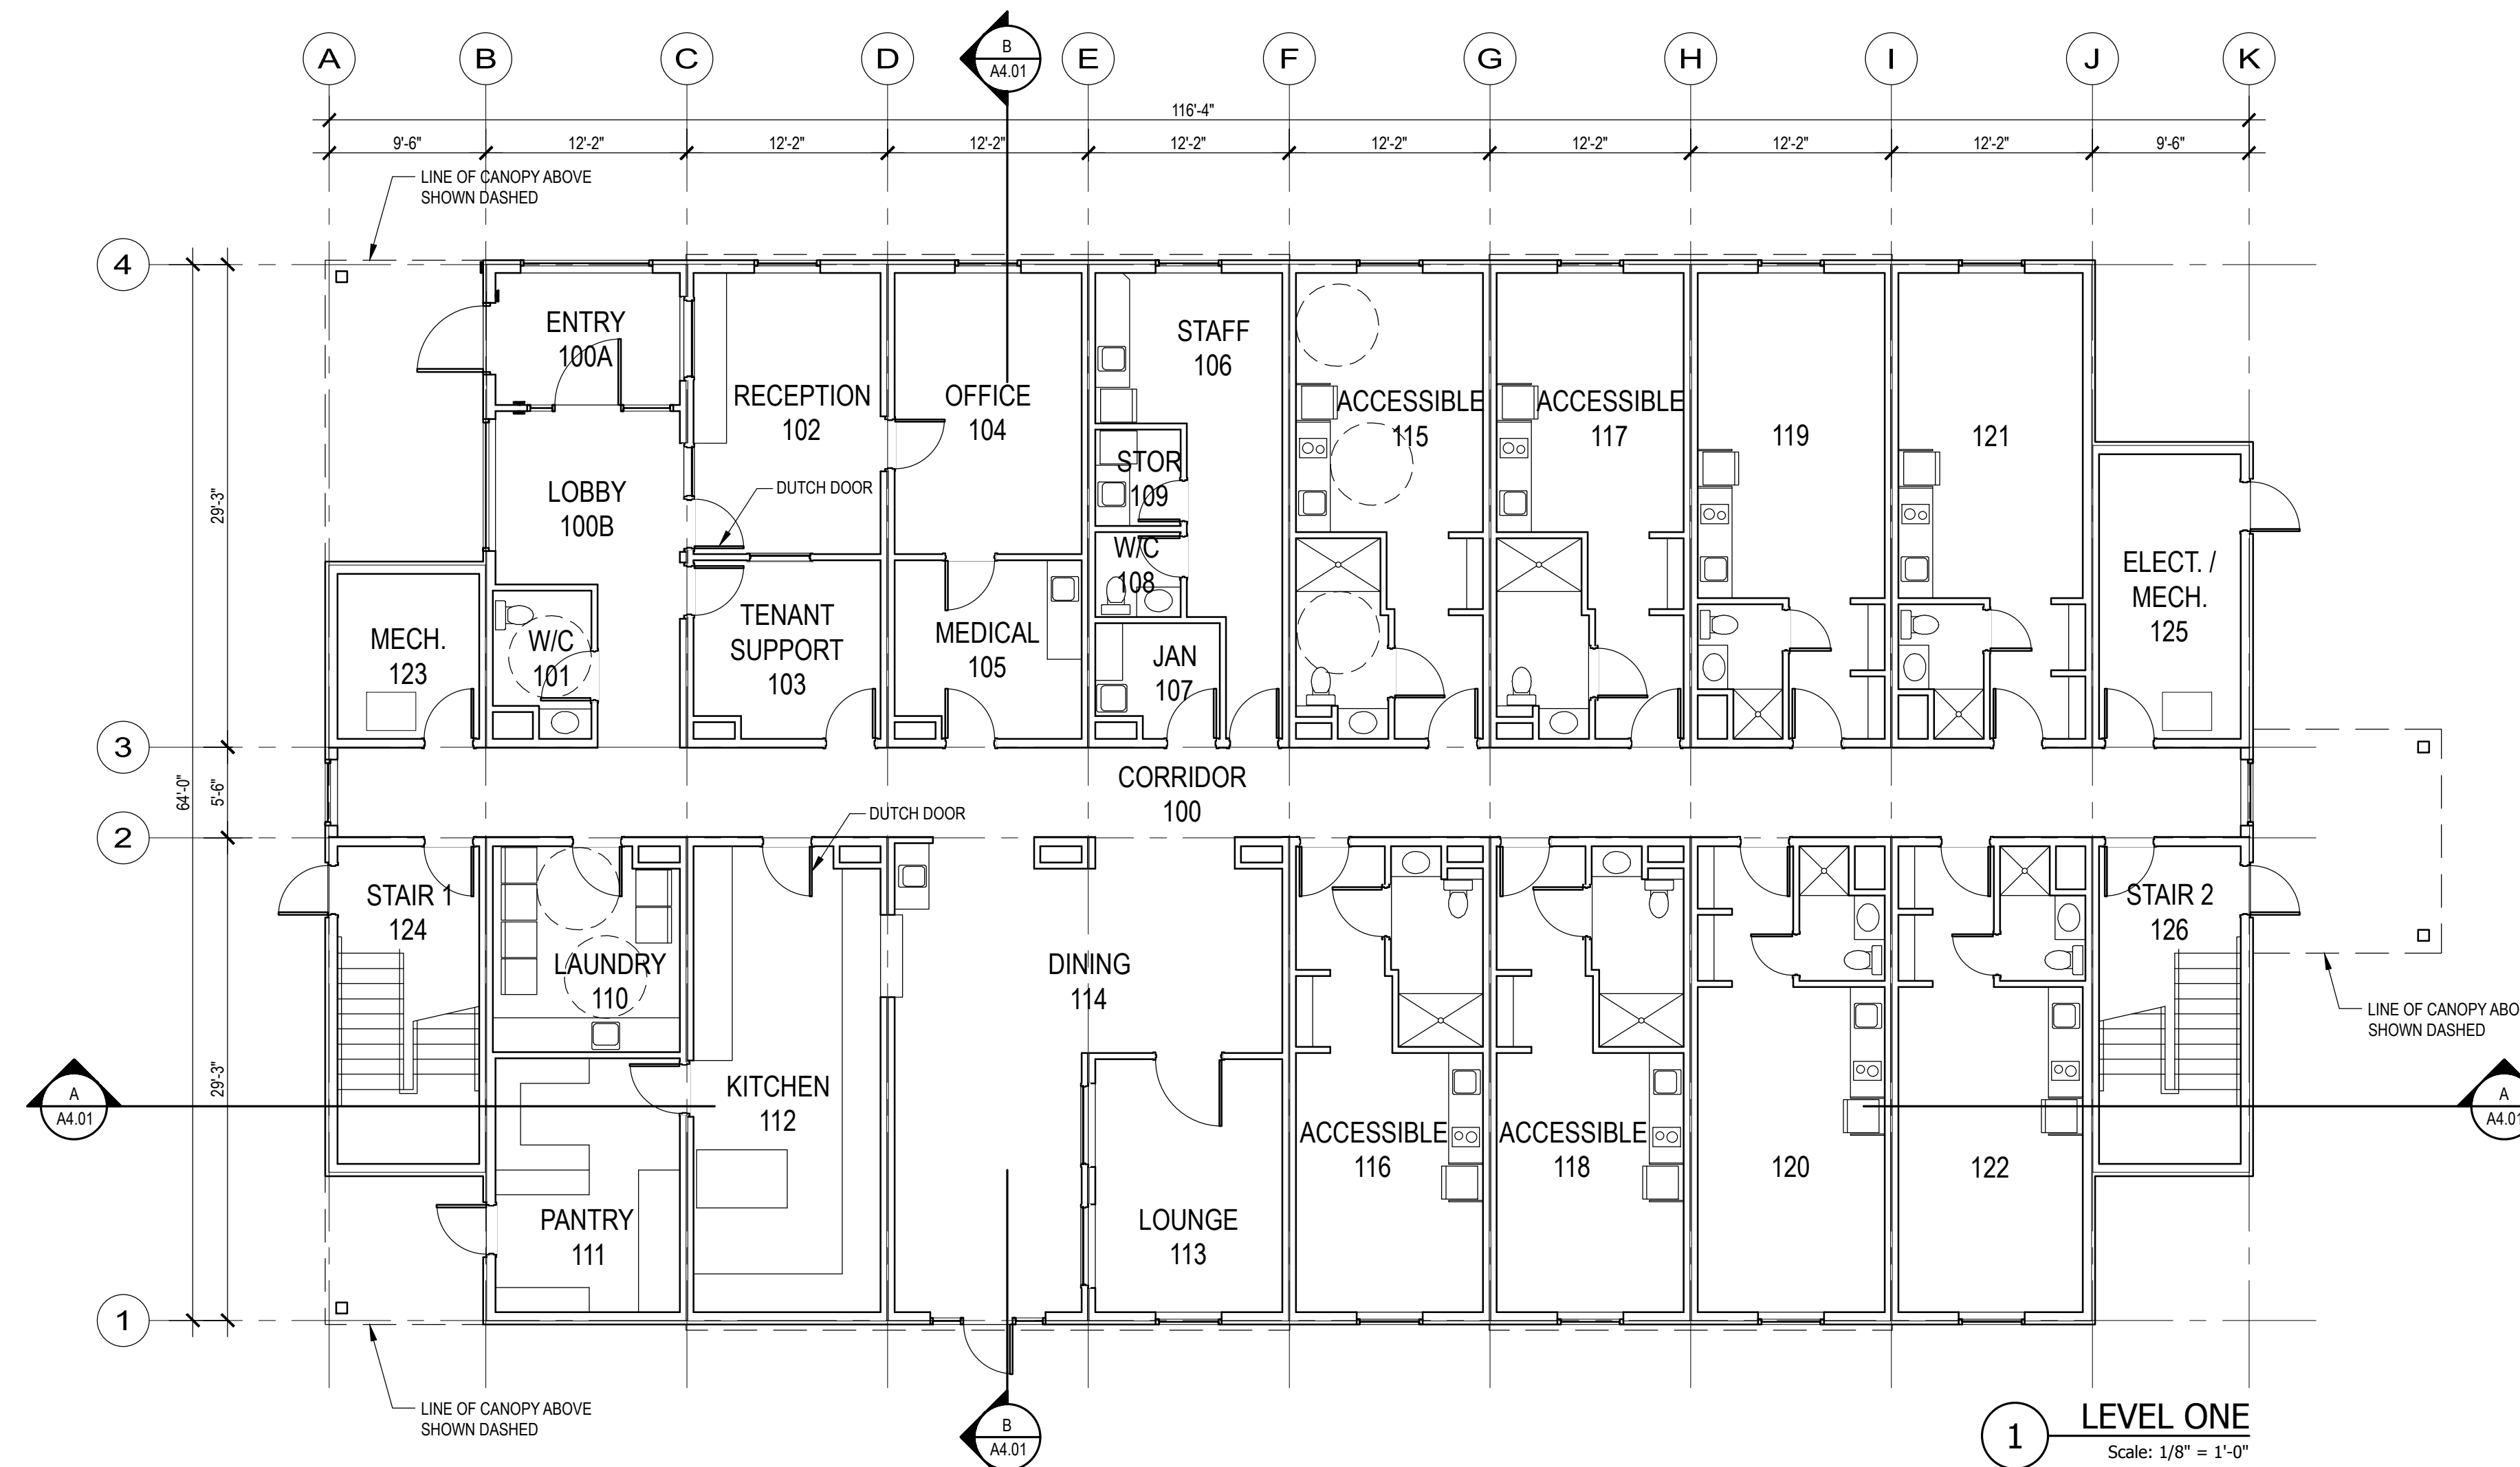 A B C D E F G H I J K
B
A4.01
116'-4"
9'-6" 12'-2" 12'-2" 12'-2" 12'-2" 12'-2" 12'-2" 12'-2" 12'-2" 9'-6"
LINE OF CANOPY ABOVE
SHOWN DASHED
4
ENTRY
100A
STAFF
106
RECEPTION
102
OFFICE
104
ACCESSIBLE
115
ACCESSIBLE
117
119
121
STOR
109
LOBBY
100B
DUTCH DOOR
29'-3"
W/C
108
ELECT. /
MECH.
125
TENANT
SUPPORT
103
MEDICAL
105
MECH.
123
W/C
101
JAN
107
3
64'-0"
5'-6"
CORRIDOR
100
DUTCH DOOR
2
STAIR 1
124
STAIR 2
126
LAUNDRY
110
DINING
114
LINE OF CANOPY ABO
SHOWN DASHED
29'-3"
A
A4.01
KITCHEN
112
A
A4.01
ACCESSIBLE
116
ACCESSIBLE
118
120
122
PANTRY
111
LOUNGE
113
1
LINE OF CANOPY ABOVE
SHOWN DASHED
B
A4.01
1
LEVEL ONE
Scale: 1/8" = 1'-0"